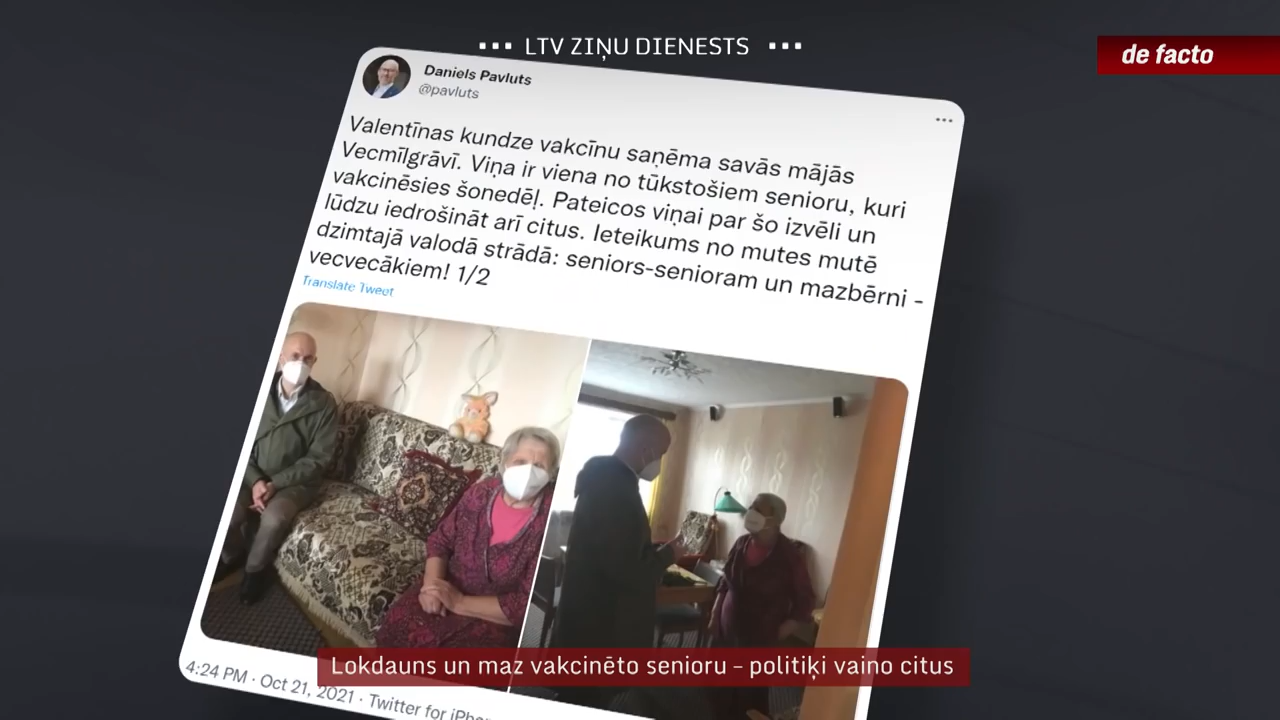 LTV ZIŅU DIENESTS
de facto
Daniels Pavluts
@pavluts
Valentīnas kundze vakcīnu saņēma savās mājās
Vecmīlgrāvī. Viņa ir viena no tūkstošiem senioru, kuri
vakcinēsies šonedēļ. Pateicos viņai par šo izvēli un
lūdzu iedrošināt arī citus. Ieteikums no mutes mutē
dzimtajā valodā strādā: seniors-senioram un mazbērni -
vecvecākiem! 1/2
Translate Tweet
4:24 PM · Oct 21, 2021 · Twitter for
Lokdauns un maz vakcinēto senioru – politiķi vaino citus